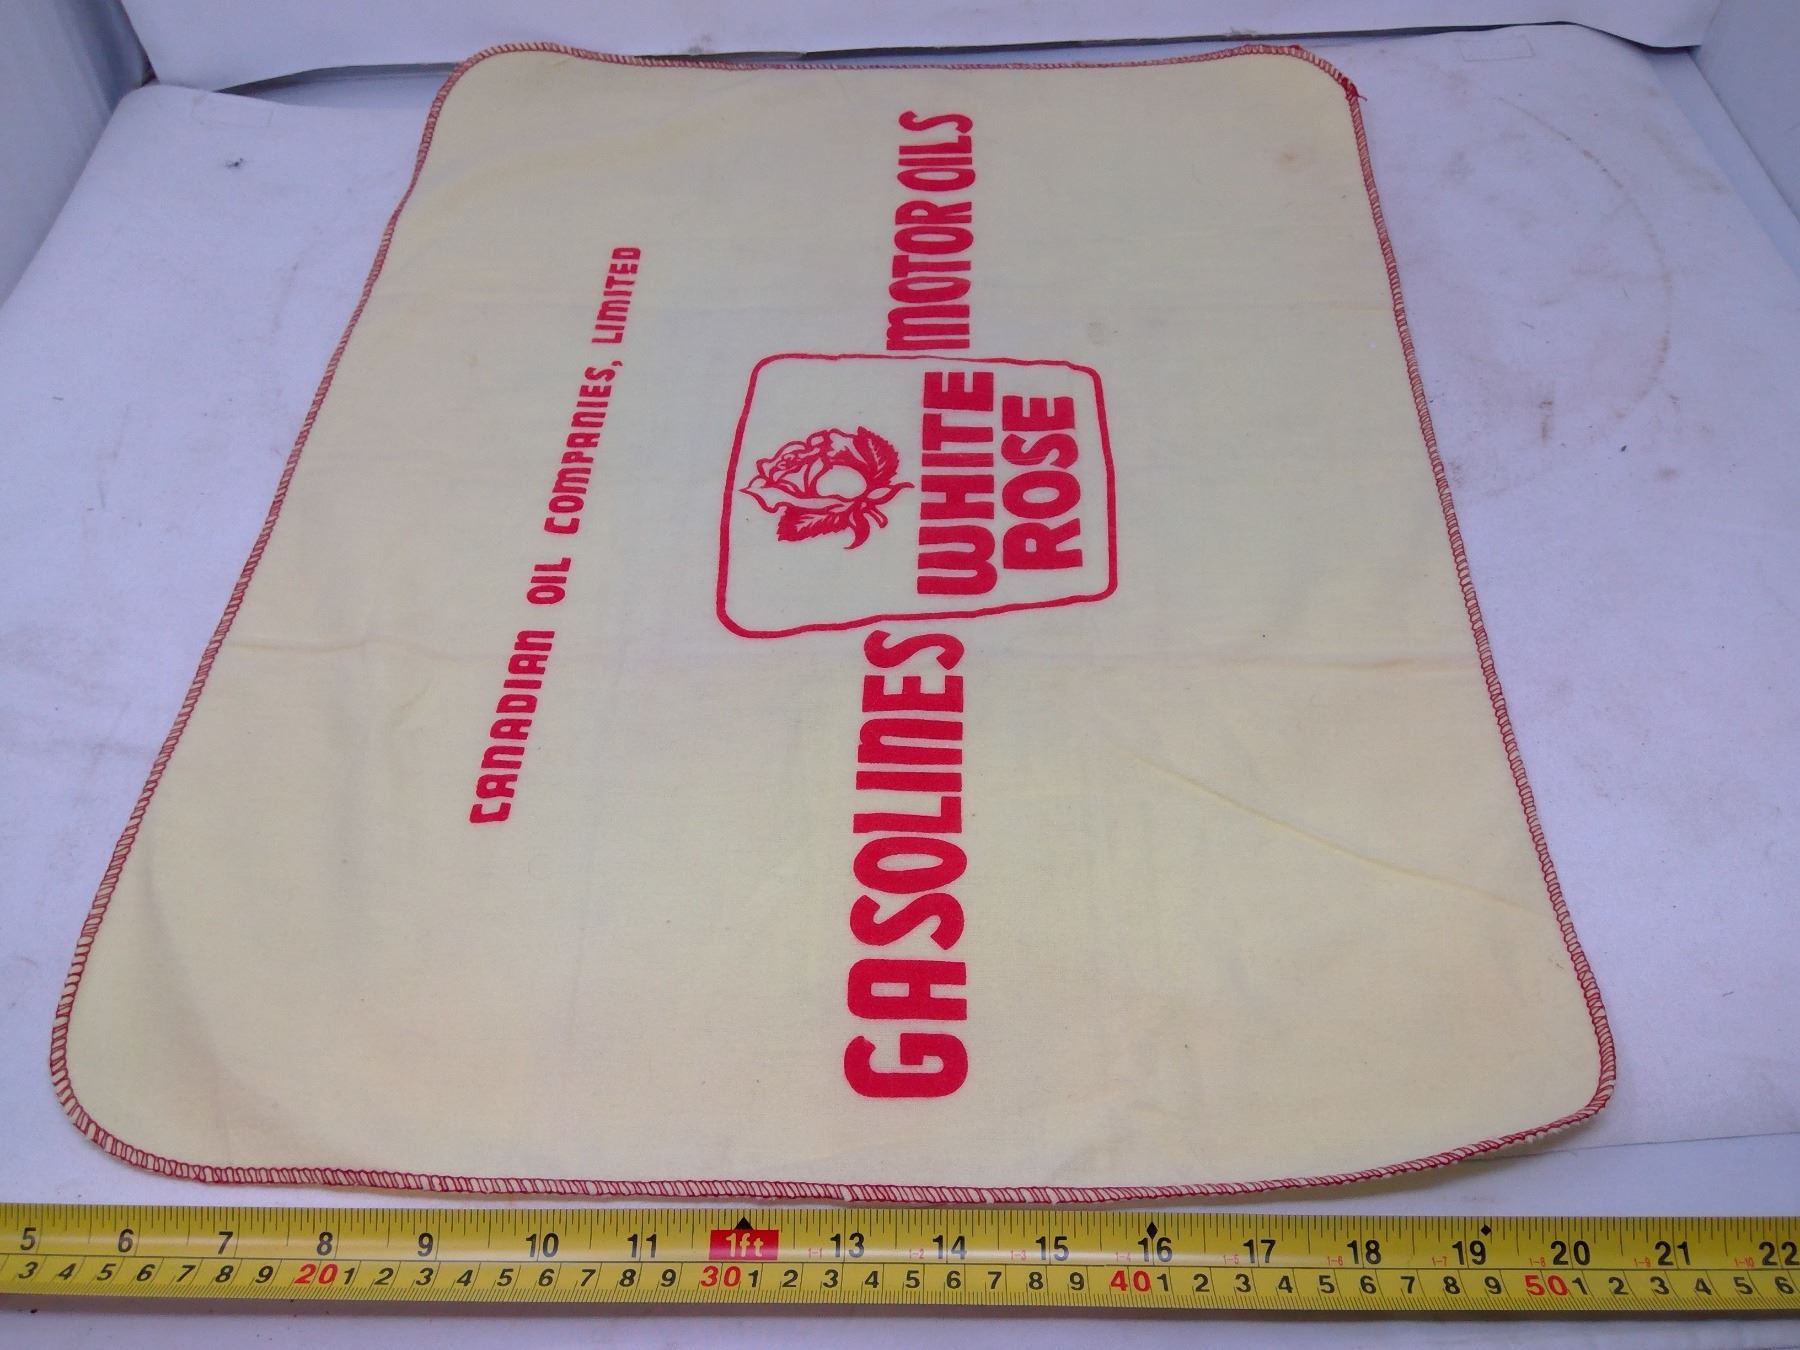 CANADIAN OIL COMPANIES, LIMITED
GASOLINES WHITE ROSE MOTOR OILS
5 6 7 8 9 10 11 1ft 13 14 15 16 17 18 19 20 21 22
3 4 5 6 7 8 9 20 1 2 3 4 5 6 7 8 9 30 1 2 3 4 5 6 7 8 9 40 1 2 3 4 5 6 7 8 9 50 1 2 3 4 5 6